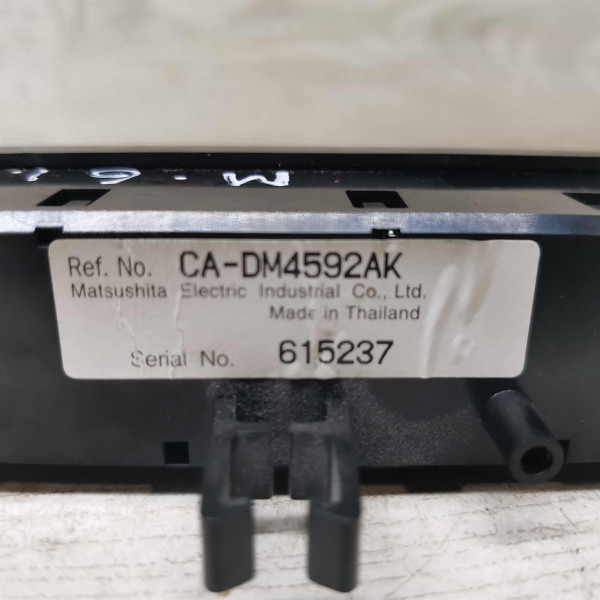 Ref. No. CA-DM4592AK
Matsushita Electric Industrial Co., Ltd.
Made in Thailand
Serial No. 615237